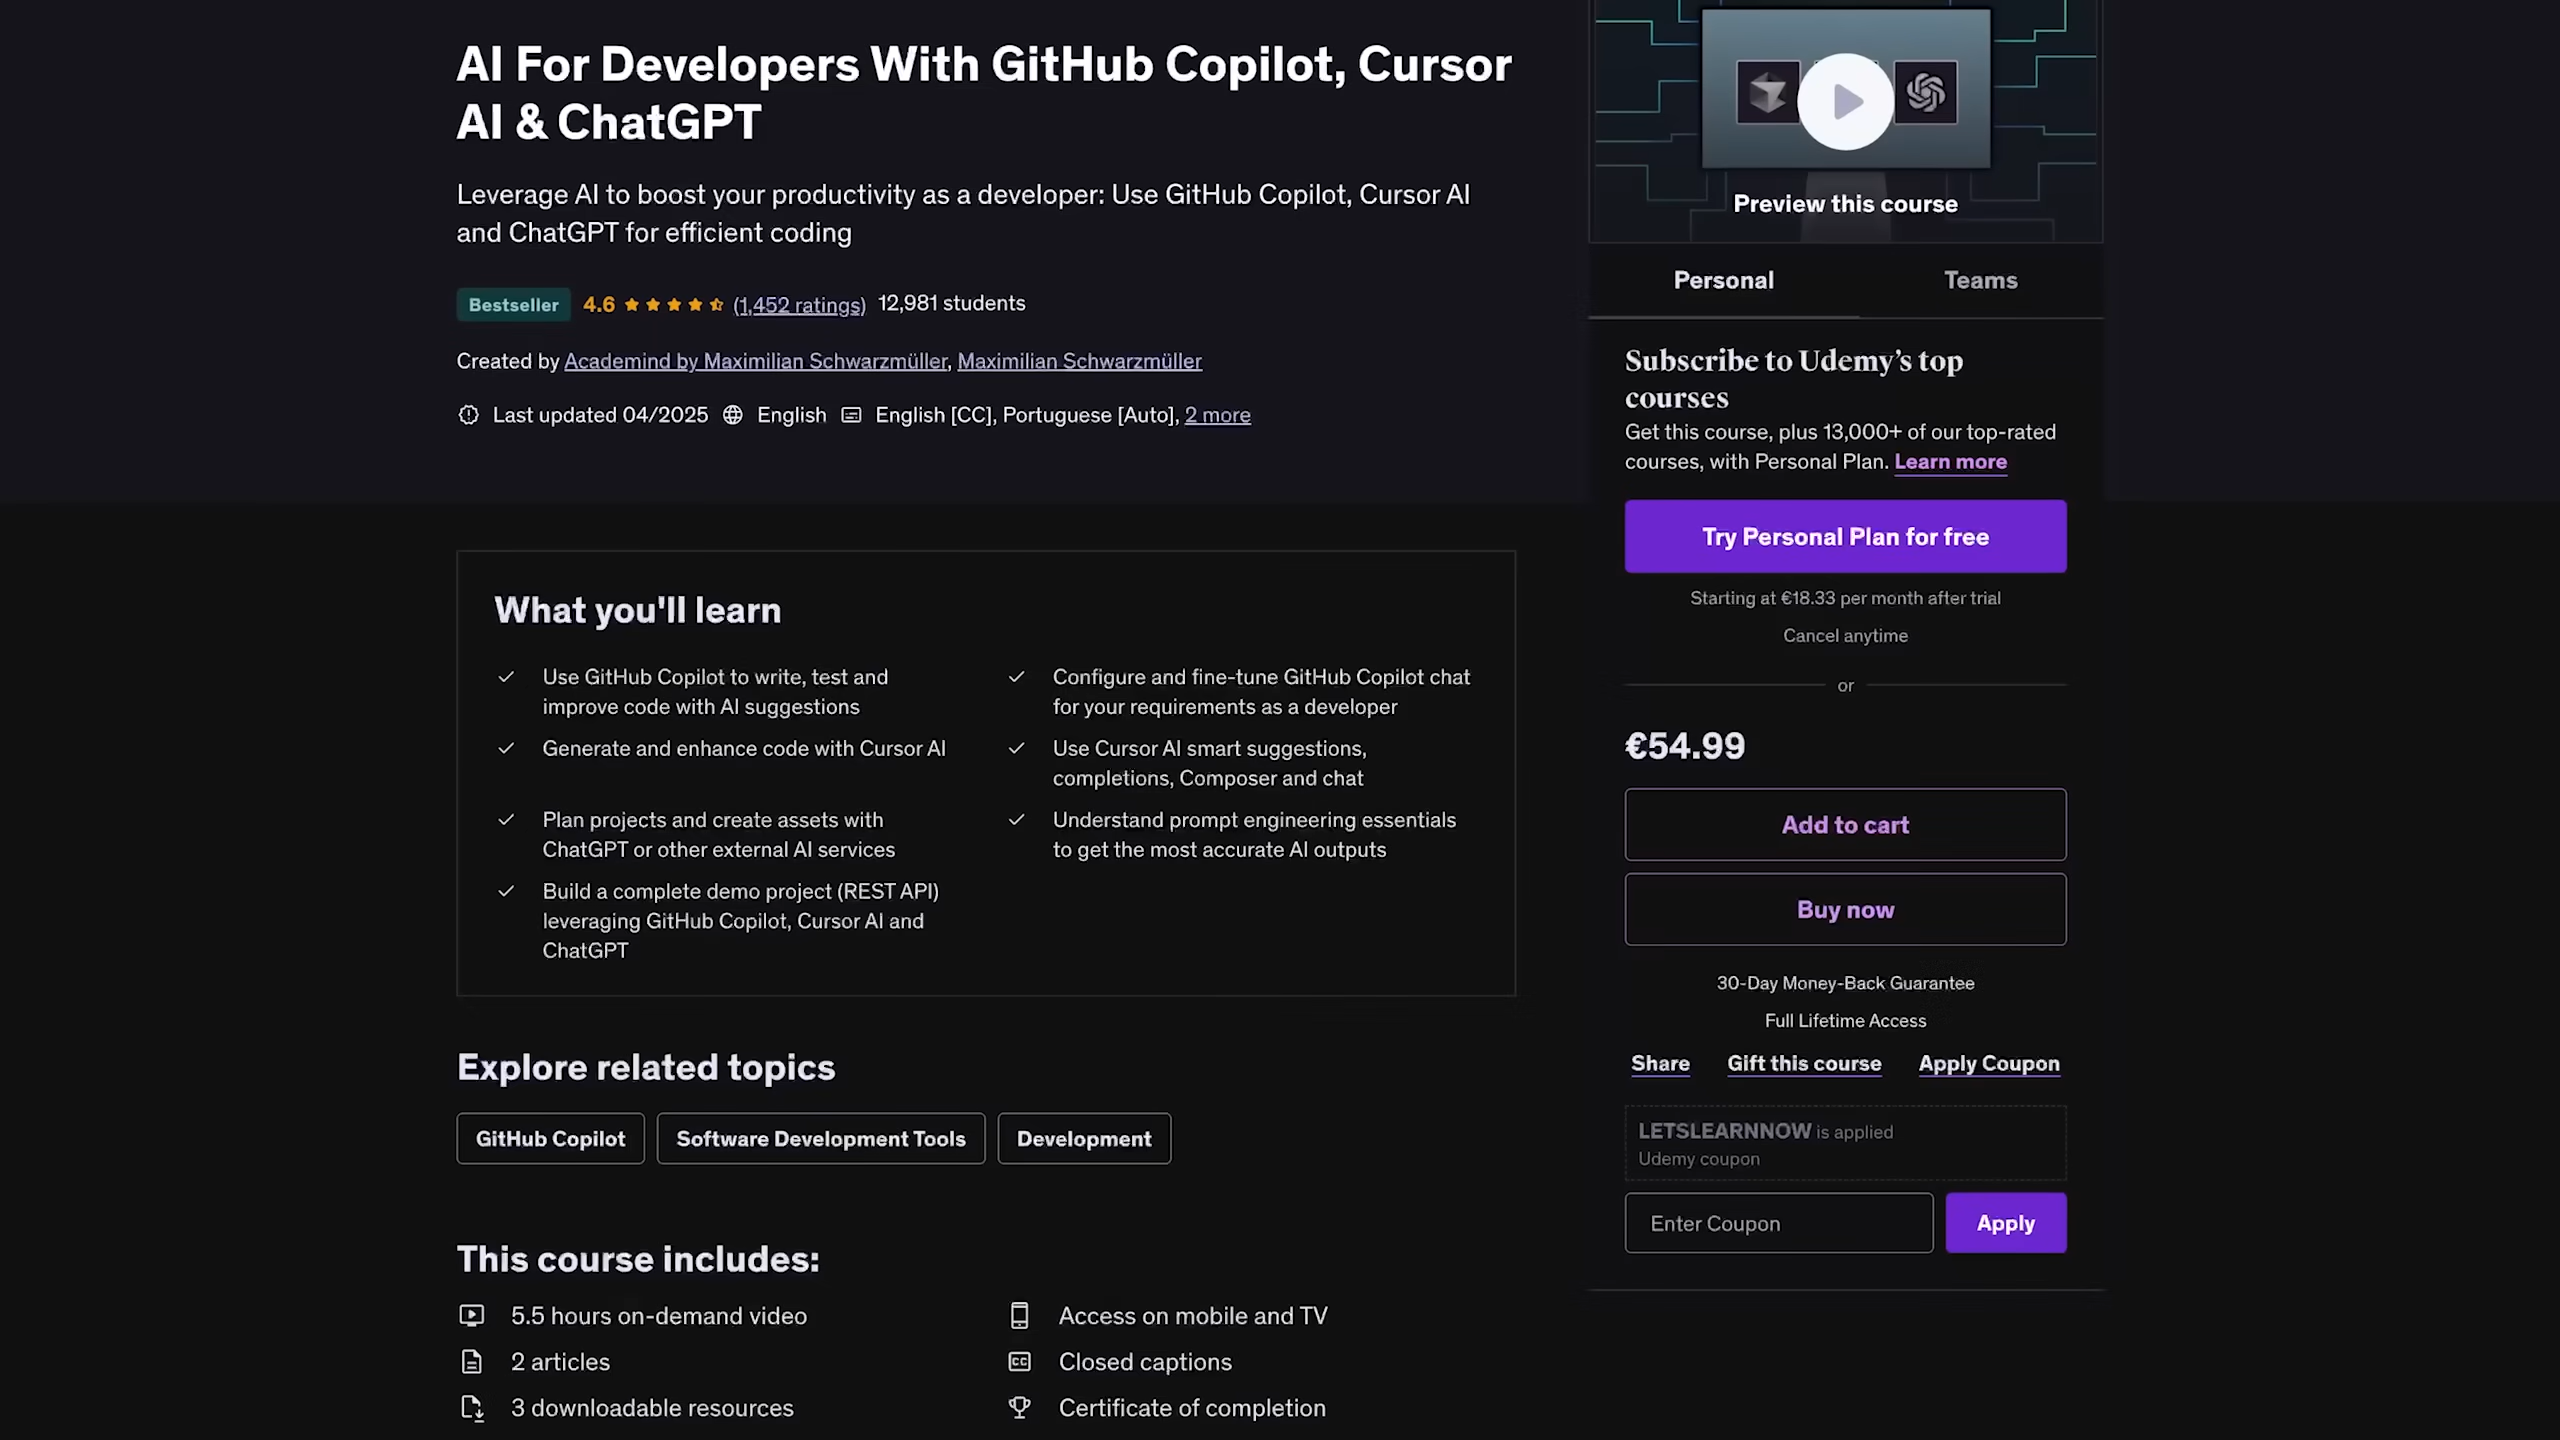 AI For Developers With GitHub Copilot, Cursor
AI & ChatGPT
Leverage AI to boost your productivity as a developer: Use GitHub Copilot, Cursor AI
and ChatGPT for efficient coding
Bestseller 4.6 (1,452 ratings) 12,981 students
Created by Academind by Maximilian Schwarzmüller, Maximilian Schwarzmüller
Last updated 04/2025 English English [CC], Portuguese [Auto], 2 more
What you'll learn
Use GitHub Copilot to write, test and
improve code with AI suggestions
Configure and fine-tune GitHub Copilot chat
for your requirements as a developer
Generate and enhance code with Cursor AI
Use Cursor AI smart suggestions,
completions, Composer and chat
Plan projects and create assets with
ChatGPT or other external AI services
Understand prompt engineering essentials
to get the most accurate AI outputs
Build a complete demo project (REST API)
leveraging GitHub Copilot, Cursor AI and
ChatGPT
Explore related topics
GitHub Copilot Software Development Tools Development
This course includes:
5.5 hours on-demand video
Access on mobile and TV
2 articles
Closed captions
3 downloadable resources
Certificate of completion
Preview this course
Personal Teams
Subscribe to Udemy's top
courses
Get this course, plus 13,000+ of our top-rated
courses, with Personal Plan. Learn more
Try Personal Plan for free
Starting at €18.33 per month after trial
Cancel anytime
or
€54.99
Add to cart
Buy now
30-Day Money-Back Guarantee
Full Lifetime Access
Share Gift this course Apply Coupon
LETSLEARNNOW is applied
Udemy coupon
Enter Coupon Apply